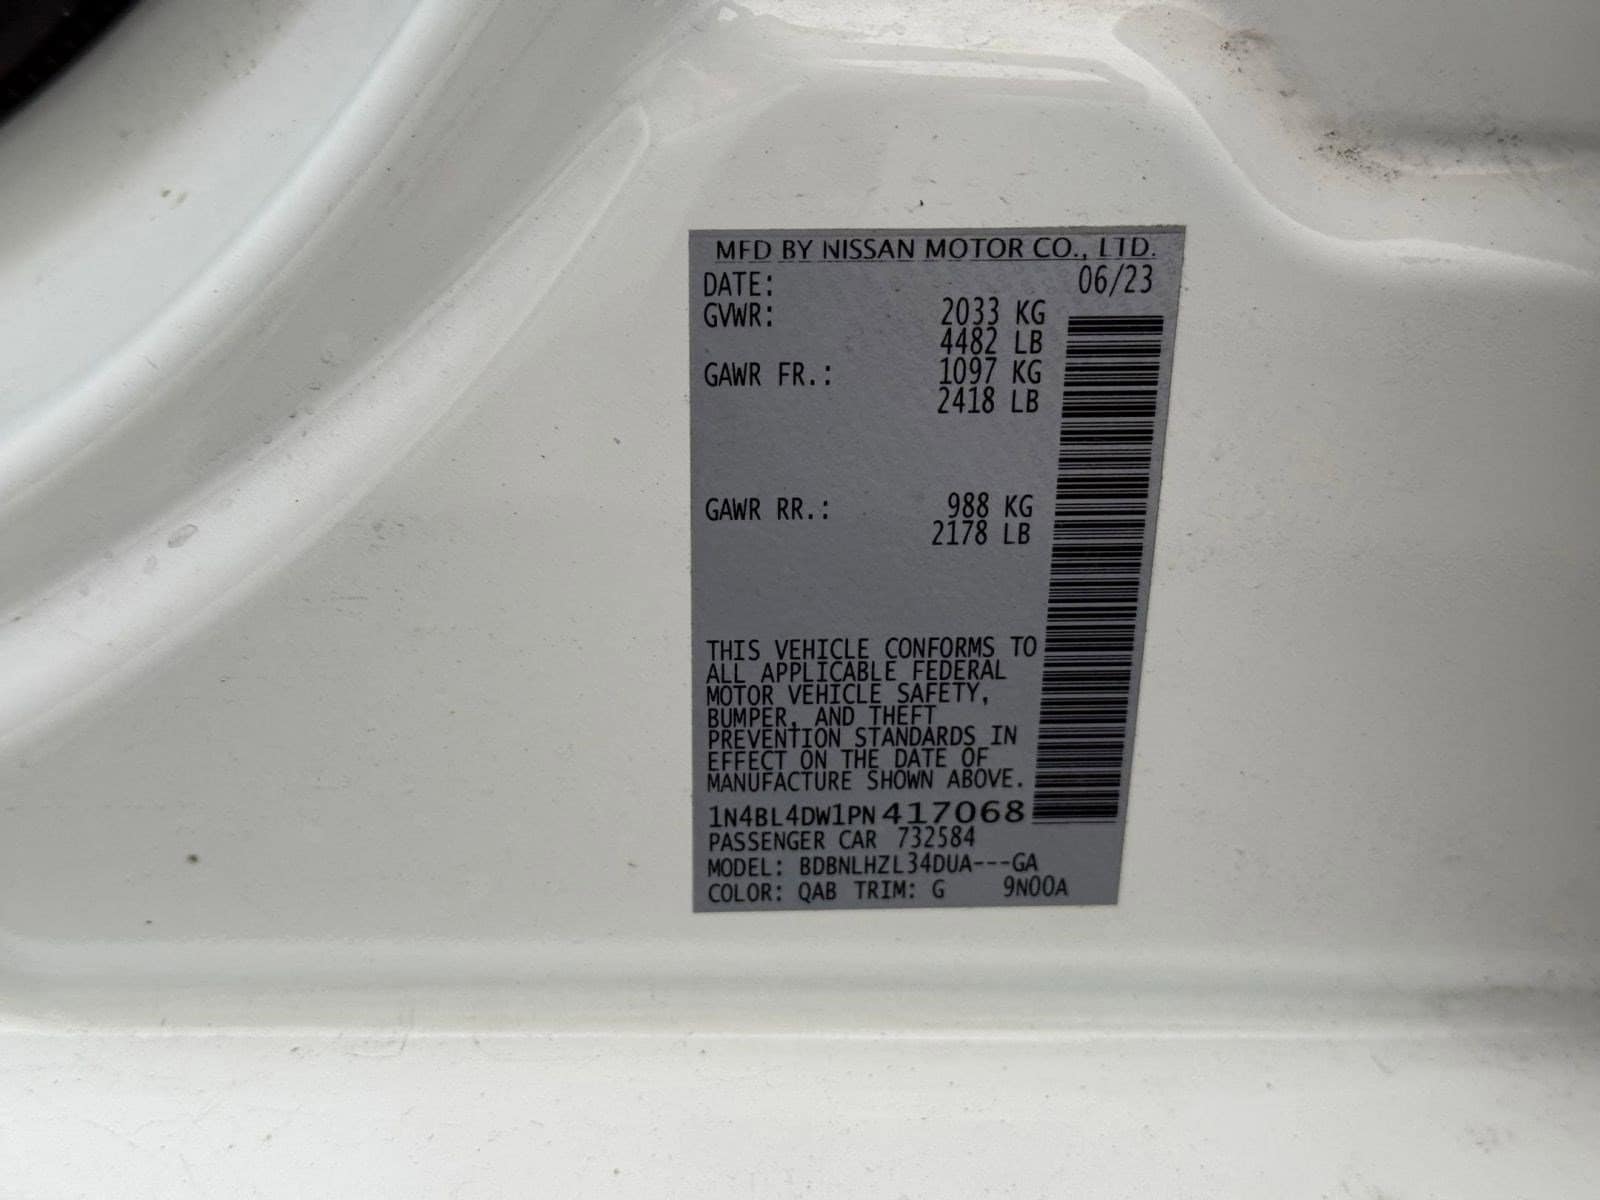 MFD BY NISSAN MOTOR CO., LTD.
DATE: 06/23
GVWR: 2033 KG
4482 LB
GAWR FR.: 1097 KG
2418 LB
GAWR RR.: 988 KG
2178 LB
THIS VEHICLE CONFORMS TO
ALL APPLICABLE FEDERAL
MOTOR VEHICLE SAFETY,
BUMPER, AND THEFT
PREVENTION STANDARDS IN
EFFECT ON THE DATE OF
MANUFACTURE SHOWN ABOVE.
1N4BL4DW1PN417068
PASSENGER CAR 732584
MODEL: BDBNLHZL34DUA---GA
COLOR: QAB TRIM: G 9N00A